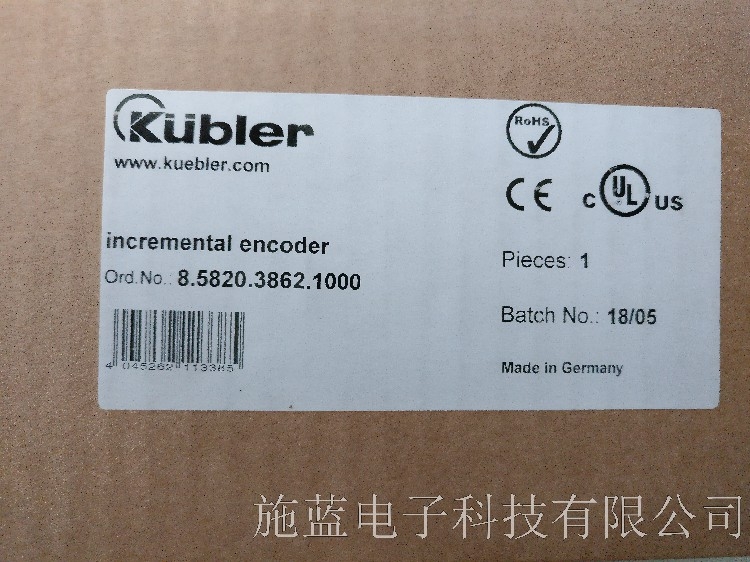 Kübler
www.kuebler.com
RoHS
CE
c UL us
incremental encoder
Ord.No.: 8.5820.3862.1000
Pieces: 1
Batch No.: 18/05
Made in Germany
施蓝电子科技有限公司